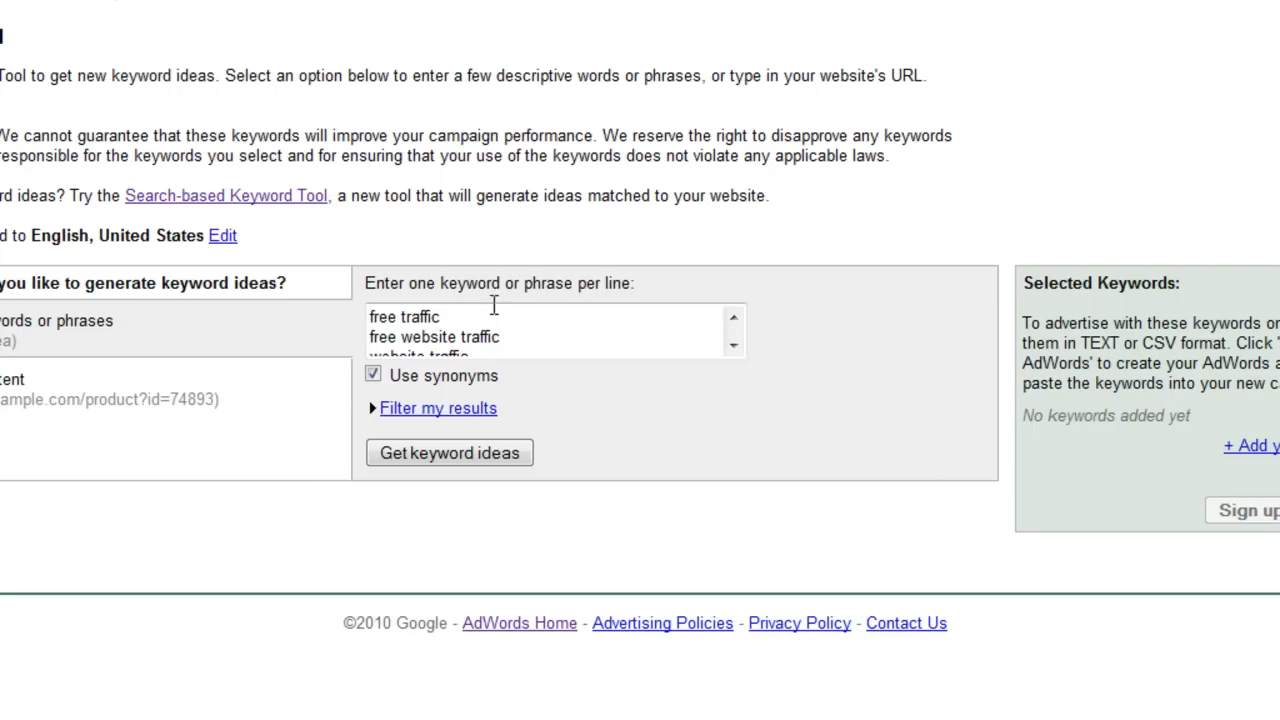 Tool to get new keyword ideas. Select an option below to enter a few descriptive words or phrases, or type in your website's URL.
We cannot guarantee that these keywords will improve your campaign performance. We reserve the right to disapprove any keywords
responsible for the keywords you select and for ensuring that your use of the keywords does not violate any applicable laws.
rd ideas? Try the Search-based Keyword Tool, a new tool that will generate ideas matched to your website.
d to English, United States Edit
you like to generate keyword ideas?
ords or phrases
ea)
tent
ample.com/product?id=74893)
Enter one keyword or phrase per line:
free traffic
free website traffic
website traffic
Use synonyms
Filter my results
Get keyword ideas
Selected Keywords:
To advertise with these keywords or
them in TEXT or CSV format. Click '
AdWords' to create your AdWords a
paste the keywords into your new c
No keywords added yet
+ Add y
Sign up
©2010 Google - AdWords Home - Advertising Policies - Privacy Policy - Contact Us